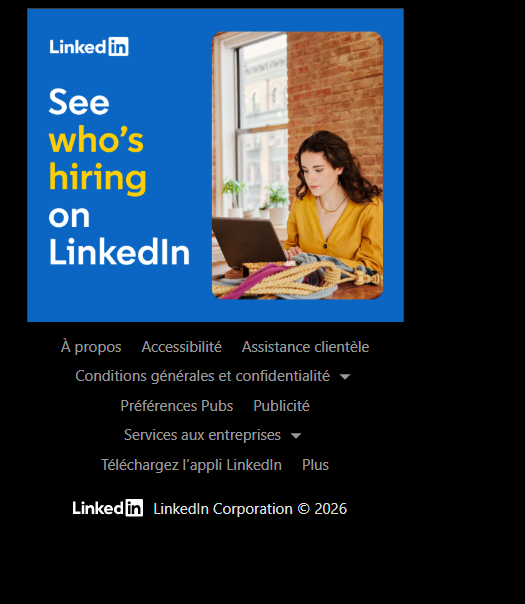 LinkedIn
See
who's
hiring
on
LinkedIn
À propos Accessibilité Assistance clientèle
Conditions générales et confidentialité
Préférences Pubs Publicité
Services aux entreprises
Téléchargez l'appli LinkedIn Plus
LinkedIn LinkedIn Corporation © 2026